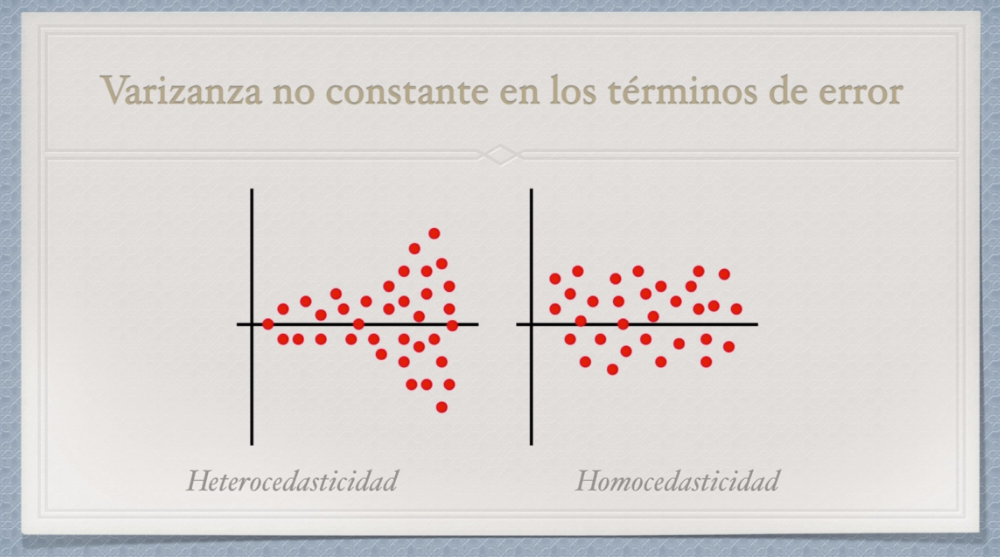 Varizanza no constante en los términos de error
Heterocedasticidad
Homocedasticidad